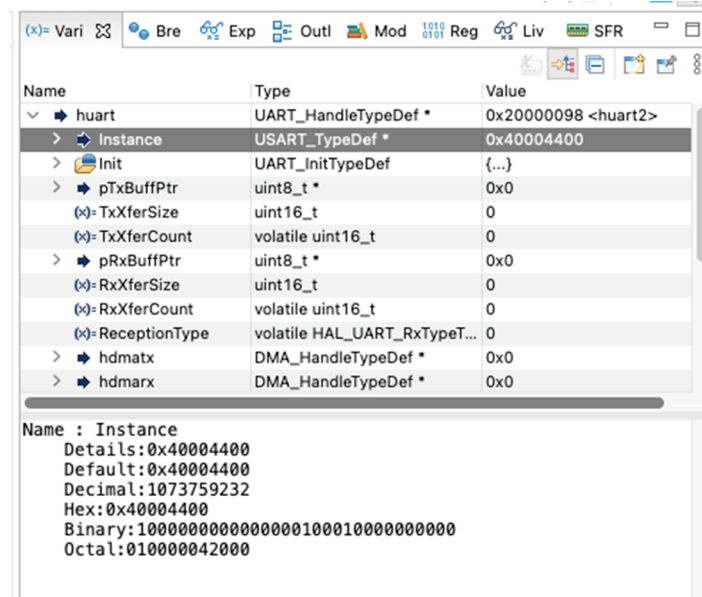 (x)= Vari Bre Exp Outl Mod 1010 0101 Reg Liv SFR
Name Type Value
huart UART_HandleTypeDef * 0x20000098 <huart2>
Instance USART_TypeDef * 0x40004400
Init UART_InitTypeDef {...}
pTxBuffPtr uint8_t * 0x0
(x)= TxXferSize uint16_t 0
(x)= TxXferCount volatile uint16_t 0
pRxBuffPtr uint8_t * 0x0
(x)= RxXferSize uint16_t 0
(x)= RxXferCount volatile uint16_t 0
(x)= ReceptionType volatile HAL_UART_RxTypeT... 0
hdmatx DMA_HandleTypeDef * 0x0
hdmarx DMA_HandleTypeDef * 0x0
Name : Instance
Details:0x40004400
Default:0x40004400
Decimal:1073759232
Hex:0x40004400
Binary:1000000000000000100010000000000
Octal:010000042000